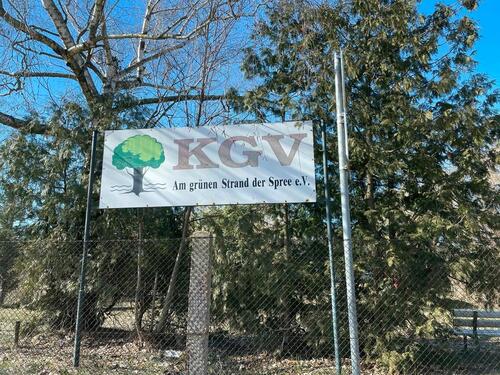 KGV
Am grünen Strand der Spree e.V.